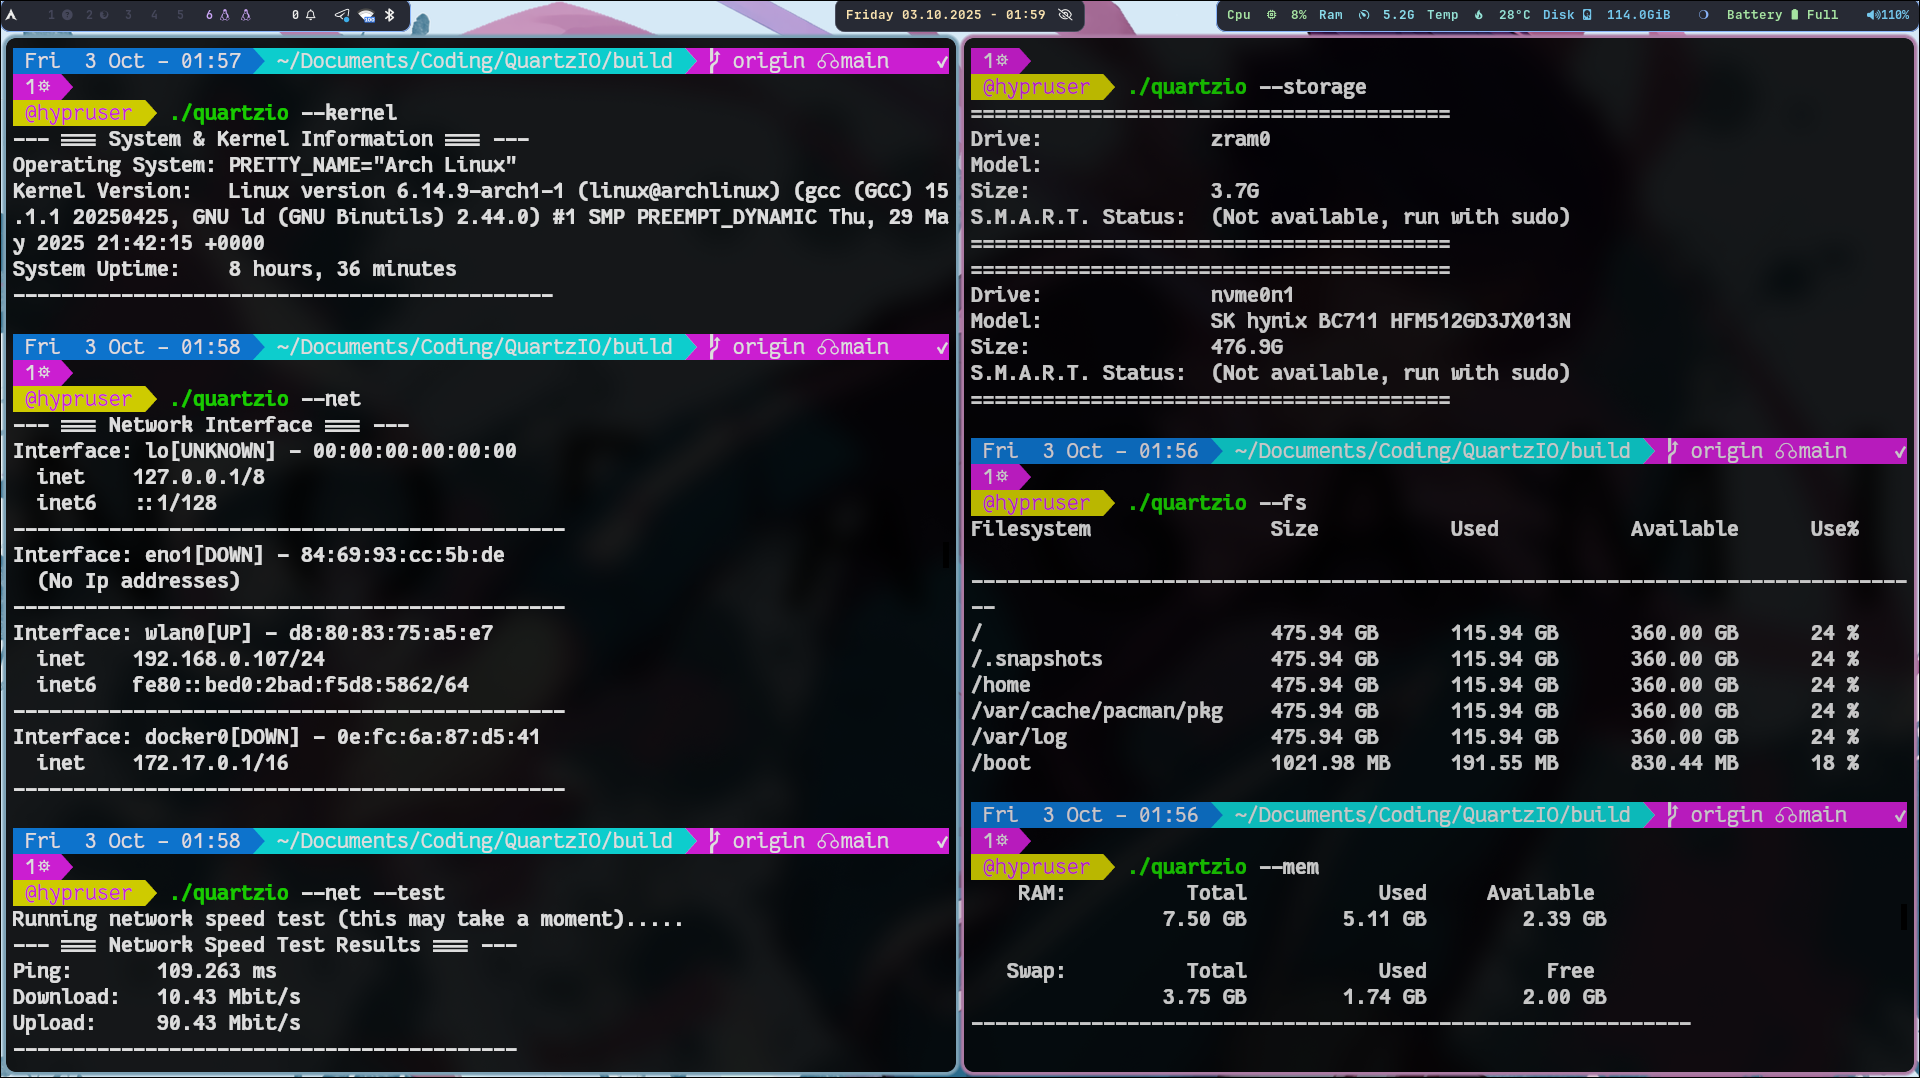 1 2 3 4 5 6 0
Friday 03.10.2025 - 01:59
Cpu 8% Ram 5.2G Temp 28°C Disk 114.0GiB Battery Full 110%
Fri 3 Oct - 01:57 ~/Documents/Coding/QuartzIO/build origin main ✓
1⚙
@hypruser ./quartzio --kernel
--- ═══ System & Kernel Information ═══ ---
Operating System: PRETTY_NAME="Arch Linux"
Kernel Version:   Linux version 6.14.9-arch1-1 (linux@archlinux) (gcc (GCC) 15
.1.1 20250425, GNU ld (GNU Binutils) 2.44.0) #1 SMP PREEMPT_DYNAMIC Thu, 29 Ma
y 2025 21:42:15 +0000
System Uptime:    8 hours, 36 minutes
---------------------------------------------
Fri 3 Oct - 01:58 ~/Documents/Coding/QuartzIO/build origin main ✓
1⚙
@hypruser ./quartzio --net
--- ═══ Network Interface ═══ ---
Interface: lo[UNKNOWN] - 00:00:00:00:00:00
  inet    127.0.0.1/8
  inet6   ::1/128
----------------------------------------------
Interface: eno1[DOWN] - 84:69:93:cc:5b:de
  (No Ip addresses)
----------------------------------------------
Interface: wlan0[UP] - d8:80:83:75:a5:e7
  inet    192.168.0.107/24
  inet6   fe80::bed0:2bad:f5d8:5862/64
----------------------------------------------
Interface: docker0[DOWN] - 0e:fc:6a:87:d5:41
  inet    172.17.0.1/16
----------------------------------------------
Fri 3 Oct - 01:58 ~/Documents/Coding/QuartzIO/build origin main ✓
1⚙
@hypruser ./quartzio --net --test
Running network speed test (this may take a moment).....
--- ═══ Network Speed Test Results ═══ ---
Ping:       109.263 ms
Download:   10.43 Mbit/s
Upload:     90.43 Mbit/s
------------------------------------------
1⚙
@hypruser ./quartzio --storage
========================================
Drive:              zram0
Model:
Size:               3.7G
S.M.A.R.T. Status:  (Not available, run with sudo)
========================================
========================================
Drive:              nvme0n1
Model:              SK hynix BC711 HFM512GD3JX013N
Size:               476.9G
S.M.A.R.T. Status:  (Not available, run with sudo)
========================================
Fri 3 Oct - 01:56 ~/Documents/Coding/QuartzIO/build origin main ✓
1⚙
@hypruser ./quartzio --fs
Filesystem               Size           Used           Available      Use%
------------------------------------------------------------------------------
--
/                        475.94 GB      115.94 GB      360.00 GB      24 %
/.snapshots              475.94 GB      115.94 GB      360.00 GB      24 %
/home                    475.94 GB      115.94 GB      360.00 GB      24 %
/var/cache/pacman/pkg    475.94 GB      115.94 GB      360.00 GB      24 %
/var/log                 475.94 GB      115.94 GB      360.00 GB      24 %
/boot                    1021.98 MB     191.55 MB      830.44 MB      18 %
Fri 3 Oct - 01:56 ~/Documents/Coding/QuartzIO/build origin main ✓
1⚙
@hypruser ./quartzio --mem
    RAM:          Total           Used     Available
                7.50 GB        5.11 GB        2.39 GB
   Swap:          Total           Used          Free
                3.75 GB        1.74 GB        2.00 GB
------------------------------------------------------------